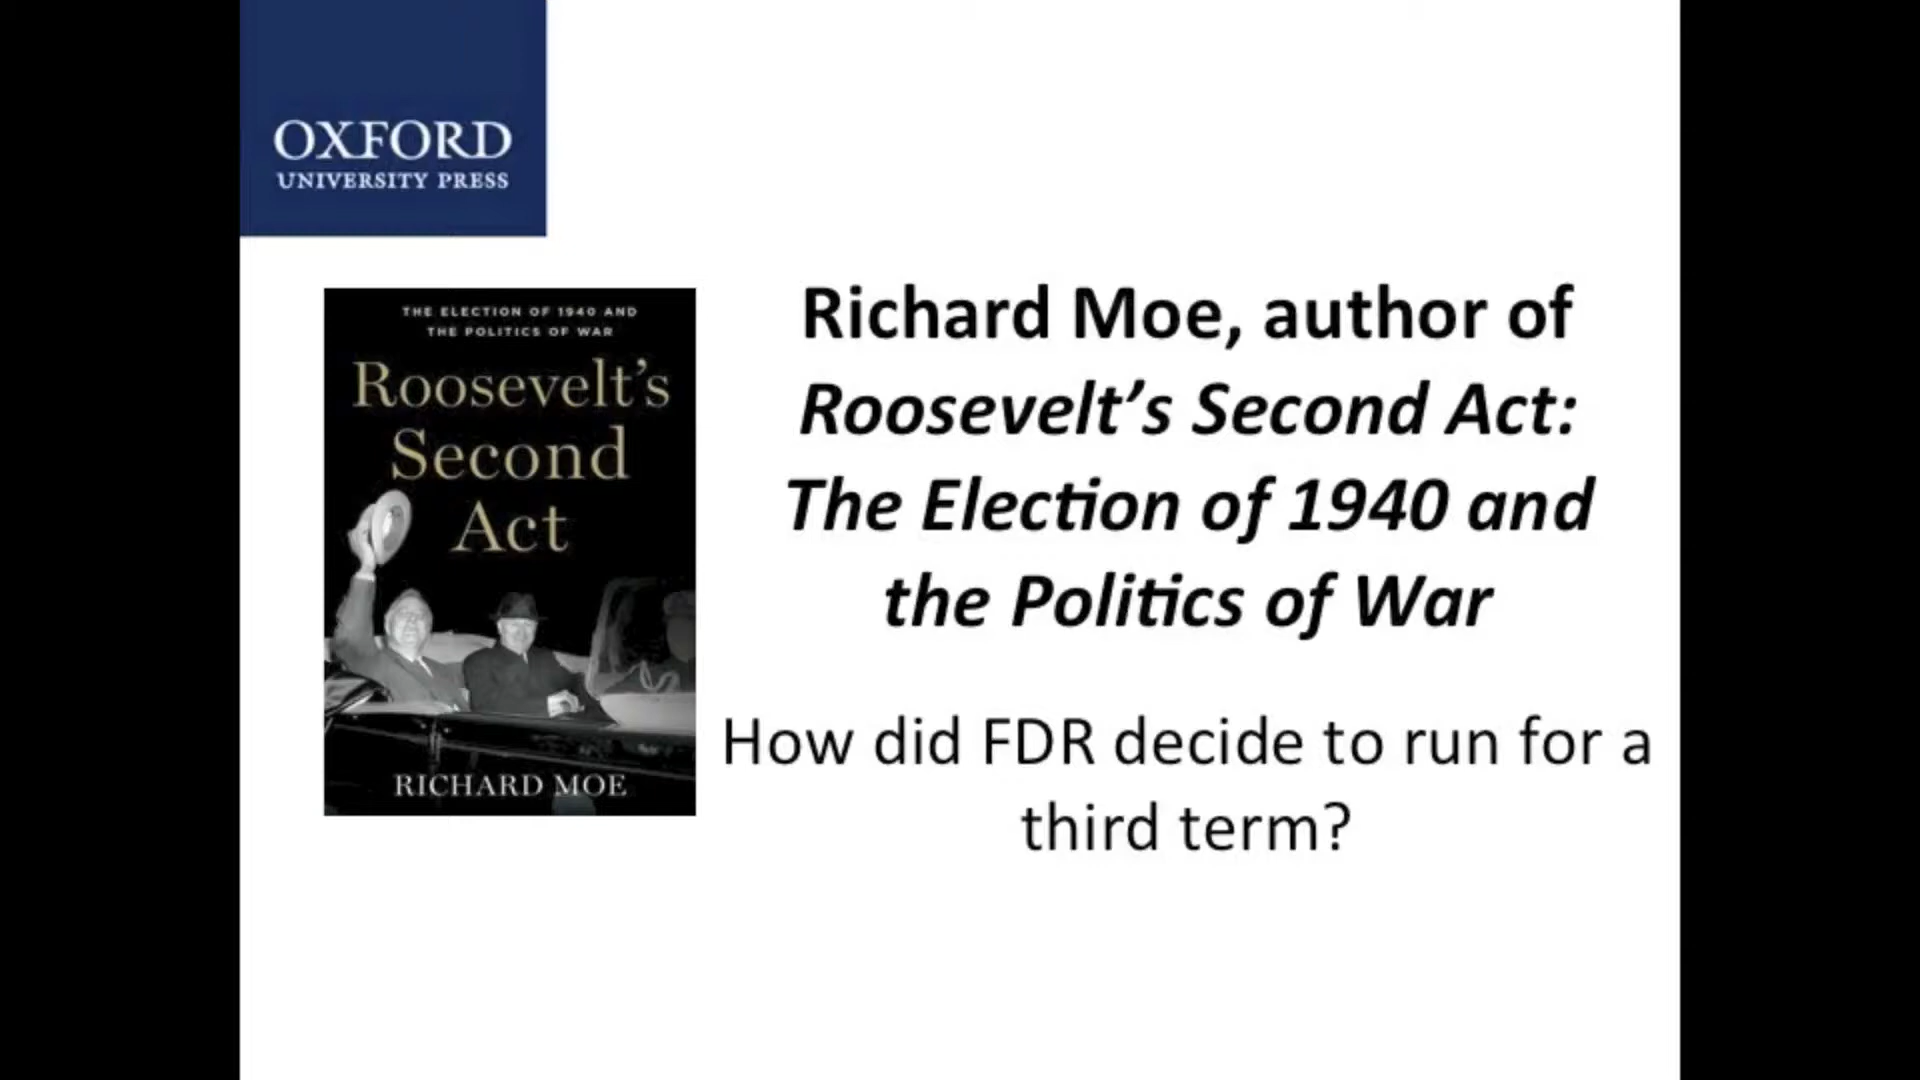 OXFORD
UNIVERSITY PRESS
THE ELECTION OF 1940 AND
THE POLITICS OF WAR
Roosevelt’s
Second
Act
RICHARD MOE
Richard Moe, author of
Roosevelt’s Second Act:
The Election of 1940 and
the Politics of War
How did FDR decide to run for a
third term?